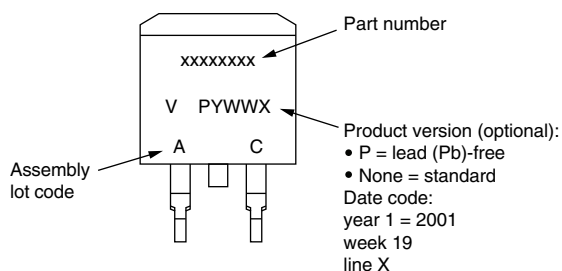 Part number
xxxxxxxx
V PYWWX
A C
Assembly
lot code
Product version (optional):
• P = lead (Pb)-free
• None = standard
Date code:
year 1 = 2001
week 19
line X